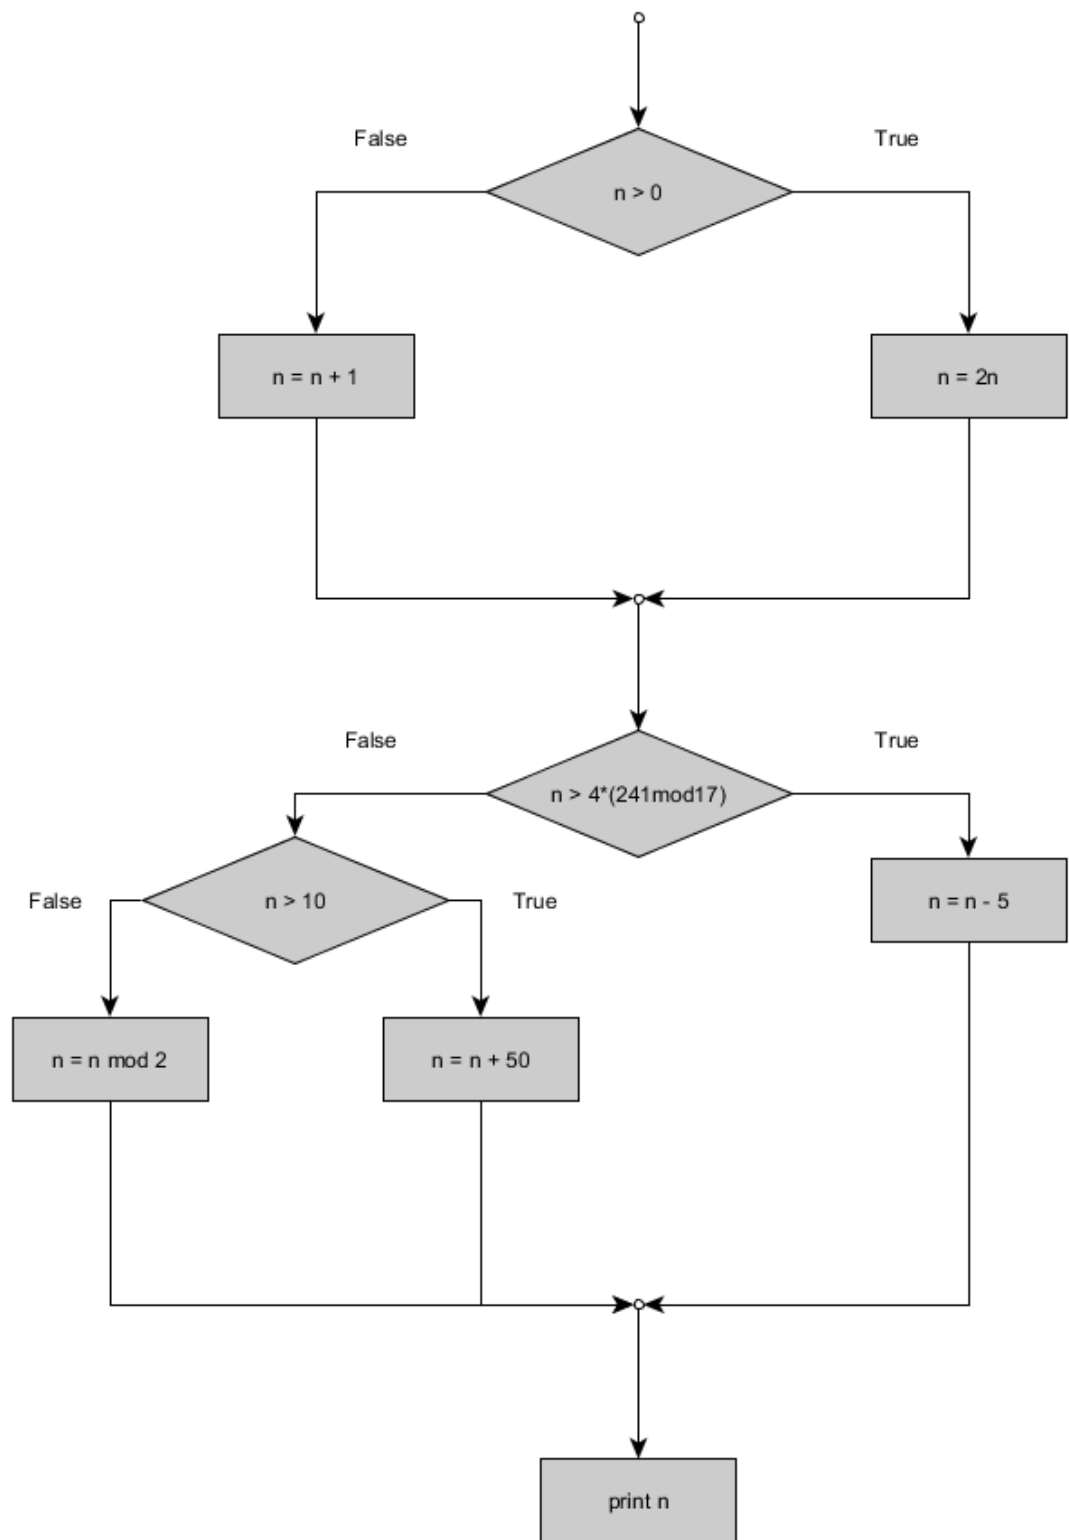 False
True
n > 0
n = n + 1
n = 2n
False
True
n > 4*(241mod17)
False
n > 10
True
n = n - 5
n = n mod 2
n = n + 50
print n